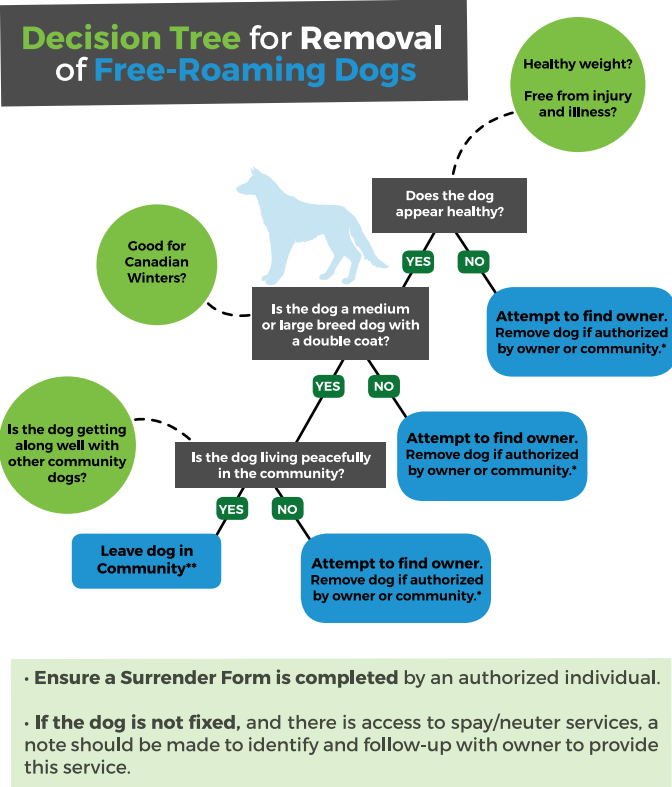 Decision Tree for Removal
of Free-Roaming Dogs
Healthy weight?
Free from injury
and illness?
Does the dog
appear healthy?
YES
NO
Good for
Canadian
Winters?
Is the dog a medium
or large breed dog with
a double coat?
Attempt to find owner.
Remove dog if authorized
by owner or community.*
YES
NO
Is the dog getting
along well with
other community
dogs?
Is the dog living peacefully
in the community?
Attempt to find owner.
Remove dog if authorized
by owner or community.*
YES
NO
Leave dog in
Community**
Attempt to find owner.
Remove dog if authorized
by owner or community.*
• Ensure a Surrender Form is completed by an authorized individual.
• If the dog is not fixed, and there is access to spay/neuter services, a
note should be made to identify and follow-up with owner to provide
this service.